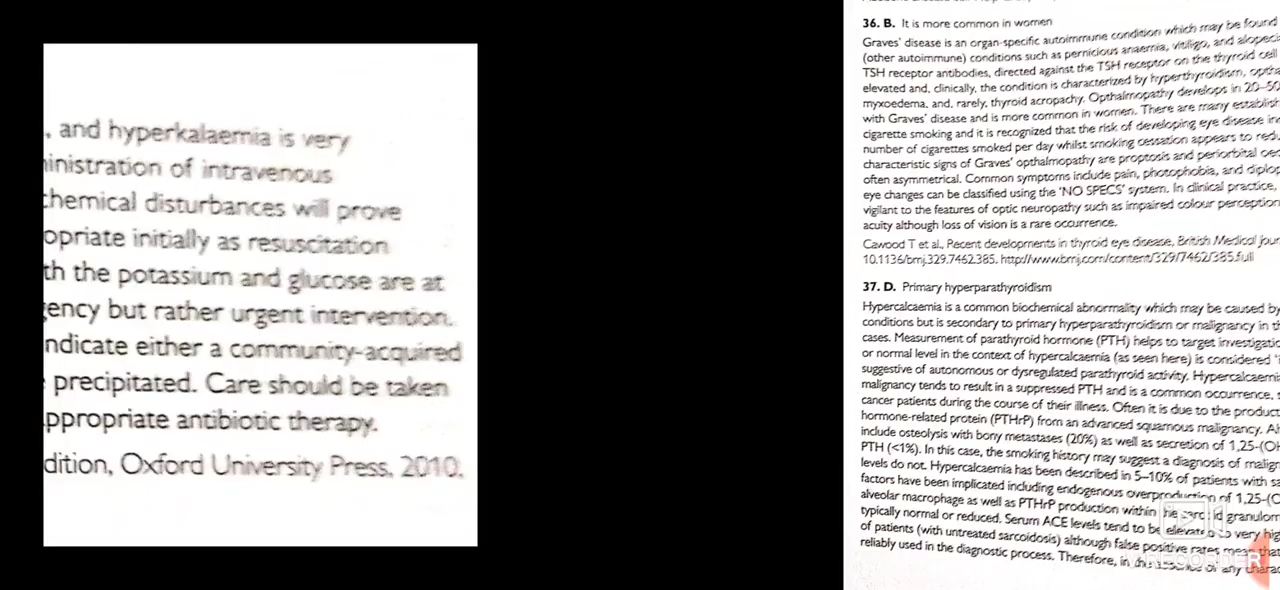 , and hyperkalaemia is very
ministration of intravenous
chemical disturbances will prove
opriate initially as resuscitation
th the potassium and glucose are at
gency but rather urgent intervention.
ndicate either a community-acquired
precipitated. Care should be taken
ppropriate antibiotic therapy.
dition, Oxford University Press, 2010.
36. B. It is more common in women
Graves' disease is an organ-specific autoimmune condition which may be found
(other autoimmune) conditions such as pernicious anaemia, vitiligo, and alopeci
TSH receptor antibodies, directed against the TSH receptor on the thyroid cell
elevated and, clinically, the condition is characterized by hyperthyroidism, opth
myxoedema, and, rarely, thyroid acropachy. Opthalmopathy develops in 20–50
with Graves' disease and is more common in women. There are many establish
cigarette smoking and it is recognized that the risk of developing eye disease in
number of cigarettes smoked per day whilst smoking cessation appears to redu
characteristic signs of Graves' opthalmopathy are proptosis and periorbital oe
often asymmetrical. Common symptoms include pain, photophobia, and diplop
eye changes can be classified using the 'NO SPECS' system. In clinical practice,
vigilant to the features of optic neuropathy such as impaired colour perception
acuity although loss of vision is a rare occurrence.
Cawood T et al., Recent developments in thyroid eye disease, British Medical Jour
10.1136/bmj.329.7462.385. http://www.bmj.com/content/329/7462/385.full
37. D. Primary hyperparathyroidism
Hypercalcaemia is a common biochemical abnormality which may be caused by
conditions but is secondary to primary hyperparathyroidism or malignancy in th
cases. Measurement of parathyroid hormone (PTH) helps to target investigatio
or normal level in the context of hypercalcaemia (as seen here) is considered
suggestive of autonomous or dysregulated parathyroid activity. Hypercalcaemi
malignancy tends to result in a suppressed PTH and is a common occurrence,
cancer patients during the course of their illness. Often it is due to the product
hormone-related protein (PTHrP) from an advanced squamous malignancy. Al
include osteolysis with bony metastases (20%) as well as secretion of 1,25-(OH
PTH (<1%). In this case, the smoking history may suggest a diagnosis of malign
levels do not. Hypercalcaemia has been described in 5–10% of patients with sa
factors have been implicated including endogenous overproduction of 1,25-(O
alveolar macrophage as well as PTHrP production within the sarcoid granulom
typically normal or reduced. Serum ACE levels tend to be elevated to very hig
of patients (with untreated sarcoidosis) although false positive rates mean that
reliably used in the diagnostic process. Therefore, in the absence of any charac
RECORDER